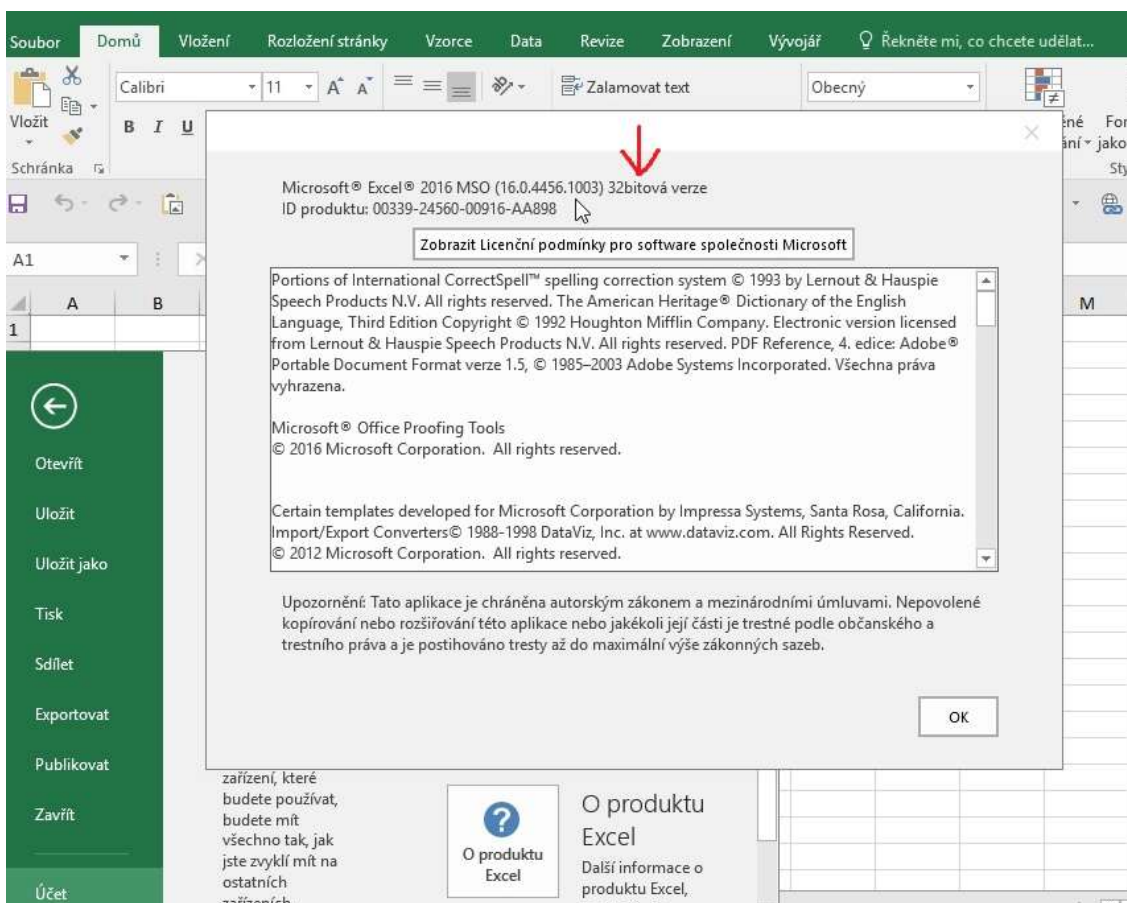 Soubor Domů Vložení Rozložení stránky Vzorce Data Revize Zobrazení Vývojář Řekněte mi, co chcete udělat...
Calibri 11 A A Zalamovat text Obecný
Vložit B I U
Schránka
Microsoft® Excel® 2016 MSO (16.0.4456.1003) 32bitová verze
ID produktu: 00339-24560-00916-AA898
Zobrazit Licenční podmínky pro software společnosti Microsoft
A1
A B M
1
Portions of International CorrectSpell™ spelling correction system © 1993 by Lernout & Hauspie
Speech Products N.V. All rights reserved. The American Heritage® Dictionary of the English
Language, Third Edition Copyright © 1992 Houghton Mifflin Company. Electronic version licensed
from Lernout & Hauspie Speech Products N.V. All rights reserved. PDF Reference, 4. edice: Adobe®
Portable Document Format verze 1.5, © 1985–2003 Adobe Systems Incorporated. Všechna práva
vyhrazena.
Microsoft® Office Proofing Tools
© 2016 Microsoft Corporation. All rights reserved.
Certain templates developed for Microsoft Corporation by Impressa Systems, Santa Rosa, California.
Import/Export Converters© 1988-1998 DataViz, Inc. at www.dataviz.com. All Rights Reserved.
© 2012 Microsoft Corporation. All rights reserved.
Upozornění: Tato aplikace je chráněna autorským zákonem a mezinárodními úmluvami. Nepovolené
kopírování nebo rozšiřování této aplikace nebo jakékoli její části je trestné podle občanského a
trestního práva a je postihováno tresty až do maximální výše zákonných sazeb.
OK
Otevřít
Uložit
Uložit jako
Tisk
Sdílet
Exportovat
Publikovat
Zavřít
Účet
zařízení, které
budete používat,
budete mít
všechno tak, jak
jste zvyklí mít na
ostatních
O produktu
Excel
O produktu
Excel
Další informace o
produktu Excel,